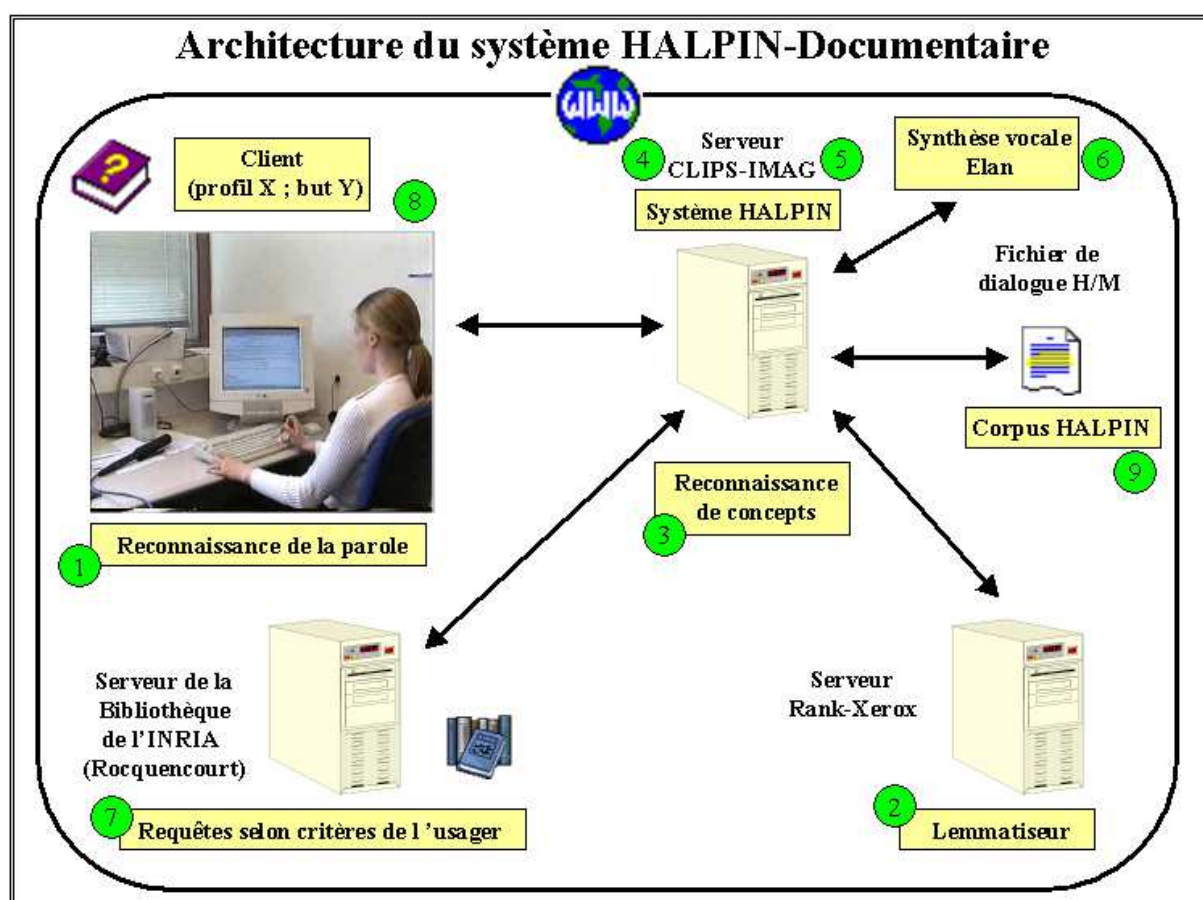 Architecture du système HALPIN-Documentaire
WWW
Client
(profil X ; but Y)
8
4
Serveur
CLIPS-IMAG
5
Système HALPIN
Synthèse vocale
Elan
6
Fichier de
dialogue H/M
Corpus HALPIN
9
Reconnaissance
de concepts
3
Reconnaissance de la parole
1
Serveur de la
Bibliothèque
de l'INRIA
(Rocquencourt)
7
Requêtes selon critères de l 'usager
Serveur
Rank-Xerox
2
Lemmatiseur